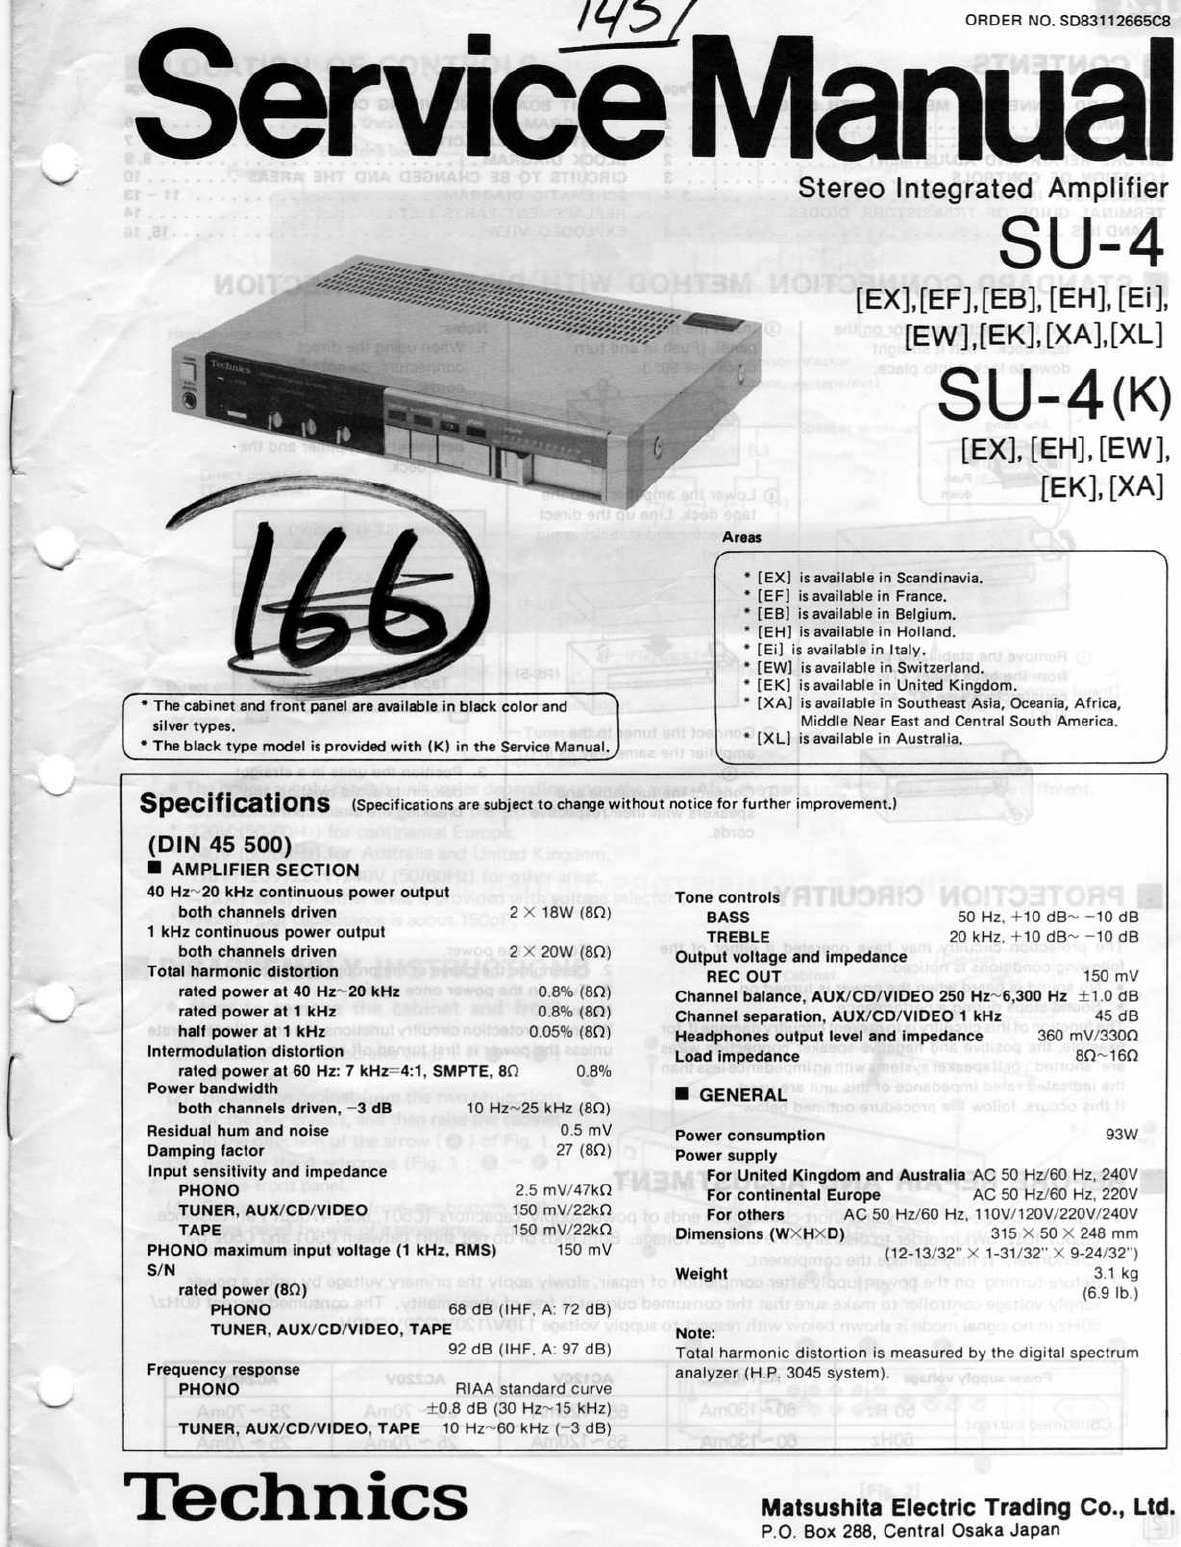 1457
ORDER NO. SD83112665C8
Service Manual
Stereo Integrated Amplifier
SU-4
[EX],[EF],[EB],[EH],[Ei],
[EW],[EK],[XA],[XL]
SU-4(K)
[EX], [EH], [EW],
[EK], [XA]
Technics
166
Areas
* [EX] is available in Scandinavia.
* [EF] is available in France.
* [EB] is available in Belgium.
* [EH] is available in Holland.
* [Ei] is available in Italy.
* [EW] is available in Switzerland.
* [EK] is available in United Kingdom.
* [XA] is available in Southeast Asia, Oceania, Africa,
Middle Near East and Central South America.
* [XL] is available in Australia.
* The cabinet and front panel are available in black color and
silver types.
* The black type model is provided with (K) in the Service Manual.
Specifications (Specifications are subject to change without notice for further improvement.)
(DIN 45 500)
■ AMPLIFIER SECTION
40 Hz~20 kHz continuous power output
both channels driven 2 × 18W (8Ω)
1 kHz continuous power output
both channels driven 2 × 20W (8Ω)
Total harmonic distortion
rated power at 40 Hz~20 kHz 0.8% (8Ω)
rated power at 1 kHz 0.8% (8Ω)
half power at 1 kHz 0.05% (8Ω)
Intermodulation distortion
rated power at 60 Hz: 7 kHz=4:1, SMPTE, 8Ω 0.8%
Power bandwidth
both channels driven, −3 dB 10 Hz~25 kHz (8Ω)
Residual hum and noise 0.5 mV
Damping factor 27 (8Ω)
Input sensitivity and impedance
PHONO 2.5 mV/47kΩ
TUNER, AUX/CD/VIDEO 150 mV/22kΩ
TAPE 150 mV/22kΩ
PHONO maximum input voltage (1 kHz, RMS) 150 mV
S/N
rated power (8Ω)
PHONO 68 dB (IHF, A: 72 dB)
TUNER, AUX/CD/VIDEO, TAPE
92 dB (IHF, A: 97 dB)
Frequency response
PHONO RIAA standard curve
±0.8 dB (30 Hz~15 kHz)
TUNER, AUX/CD/VIDEO, TAPE 10 Hz~60 kHz (−3 dB)
Tone controls
BASS 50 Hz, +10 dB~ −10 dB
TREBLE 20 kHz, +10 dB~ −10 dB
Output voltage and impedance
REC OUT 150 mV
Channel balance, AUX/CD/VIDEO 250 Hz~6,300 Hz ±1.0 dB
Channel separation, AUX/CD/VIDEO 1 kHz 45 dB
Headphones output level and impedance 360 mV/330Ω
Load impedance 8Ω~16Ω
■ GENERAL
Power consumption 93W
Power supply
For United Kingdom and Australia AC 50 Hz/60 Hz, 240V
For continental Europe AC 50 Hz/60 Hz, 220V
For others AC 50 Hz/60 Hz, 110V/120V/220V/240V
Dimensions (W×H×D) 315 × 50 × 248 mm
(12-13/32" × 1-31/32" × 9-24/32")
Weight 3.1 kg
(6.9 lb.)
Note:
Total harmonic distortion is measured by the digital spectrum
analyzer (H.P. 3045 system).
Technics
Matsushita Electric Trading Co., Ltd.
P.O. Box 288, Central Osaka Japan